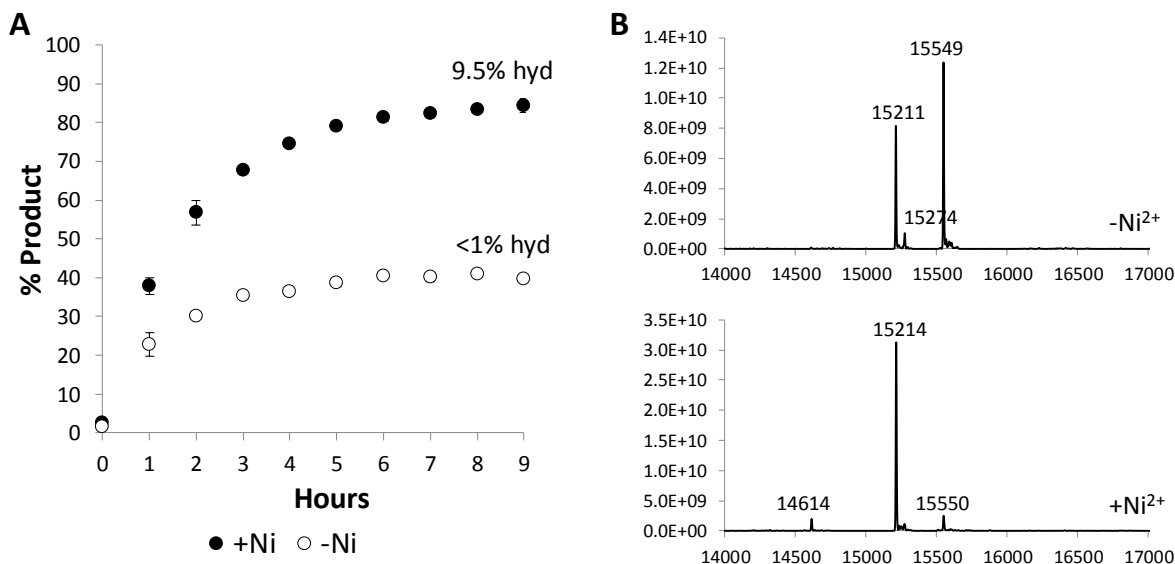 A
% Product
100
90
80
70
60
50
40
30
20
10
0
9.5% hyd
<1% hyd
0 1 2 3 4 5 6 7 8 9
Hours
+Ni -Ni
B
1.4E+10
1.2E+10
1.0E+10
8.0E+09
6.0E+09
4.0E+09
2.0E+09
0.0E+00
15549
15211
15274
-Ni²⁺
14000 14500 15000 15500 16000 16500 17000
3.5E+10
3.0E+10
2.5E+10
2.0E+10
1.5E+10
1.0E+10
5.0E+09
0.0E+00
15214
14614
15550
+Ni²⁺
14000 14500 15000 15500 16000 16500 17000